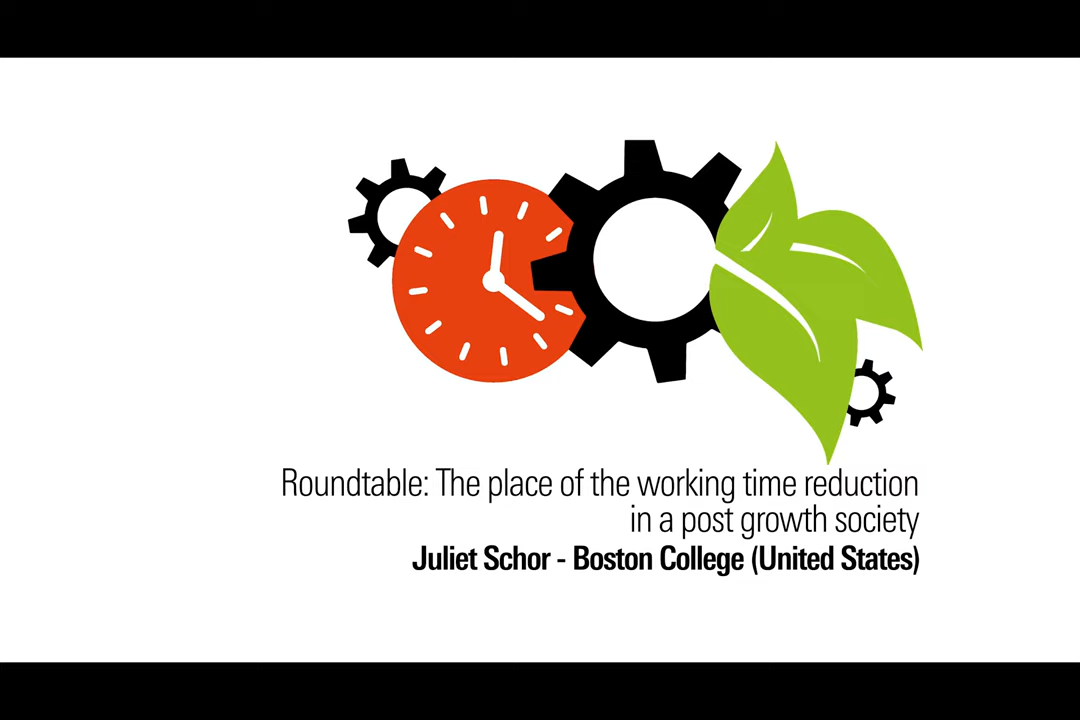 Roundtable: The place of the working time reduction
in a post growth society
Juliet Schor - Boston College (United States)